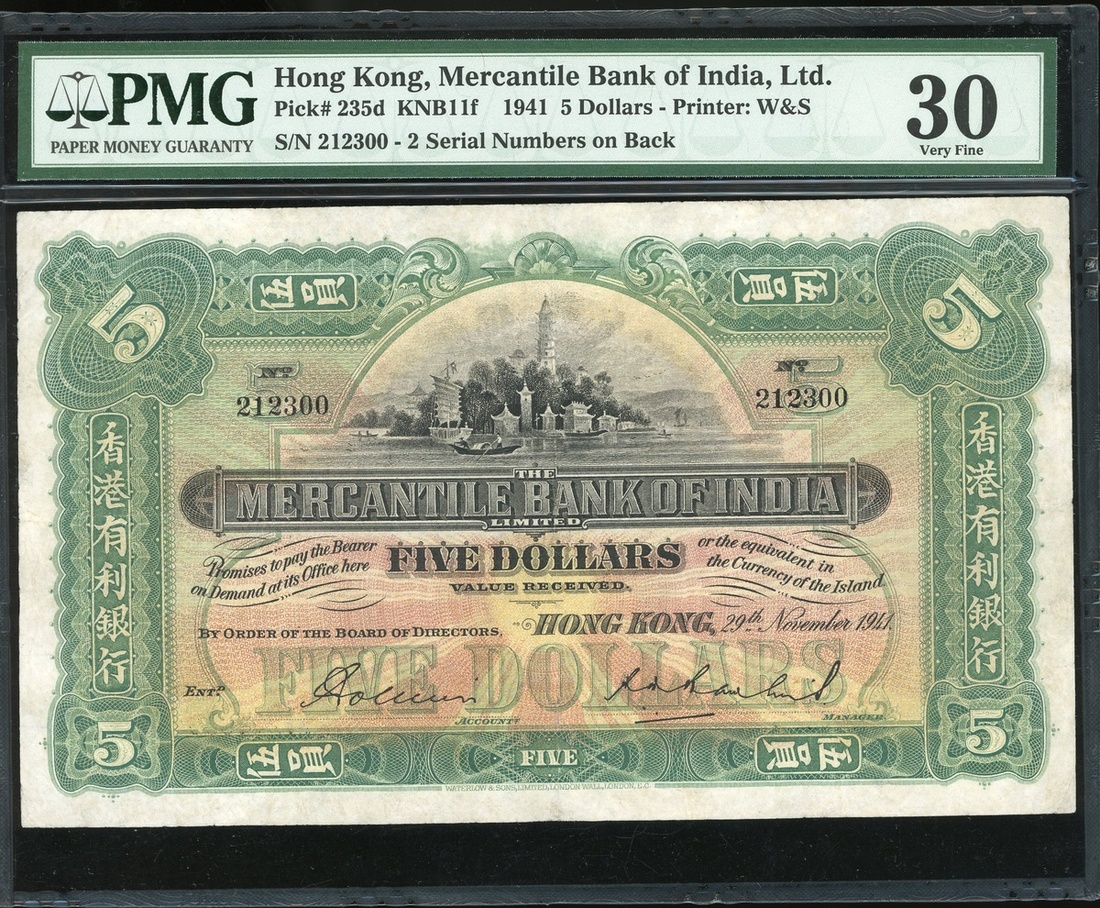 PMG
PAPER MONEY GUARANTY
Hong Kong, Mercantile Bank of India, Ltd.
Pick# 235d KNB11f 1941 5 Dollars - Printer: W&S
S/N 212300 - 2 Serial Numbers on Back
30
Very Fine
5
伍員
伍員
5
Nº
212300
Nº
212300
香港有利銀行
香港有利銀行
THE
MERCANTILE BANK OF INDIA
LIMITED
Promises to pay the Bearer
on Demand at its Office here
FIVE DOLLARS
VALUE RECEIVED.
or the equivalent in
the Currency of the Island
HONG KONG, 29th November 1941.
BY ORDER OF THE BOARD OF DIRECTORS,
FIVE DOLLARS
ENTD
ACCOUNTT
MANAGER
5
伍員
FIVE
伍員
5
WATERLOW & SONS, LIMITED, LONDON WALL, LONDON, E.C.